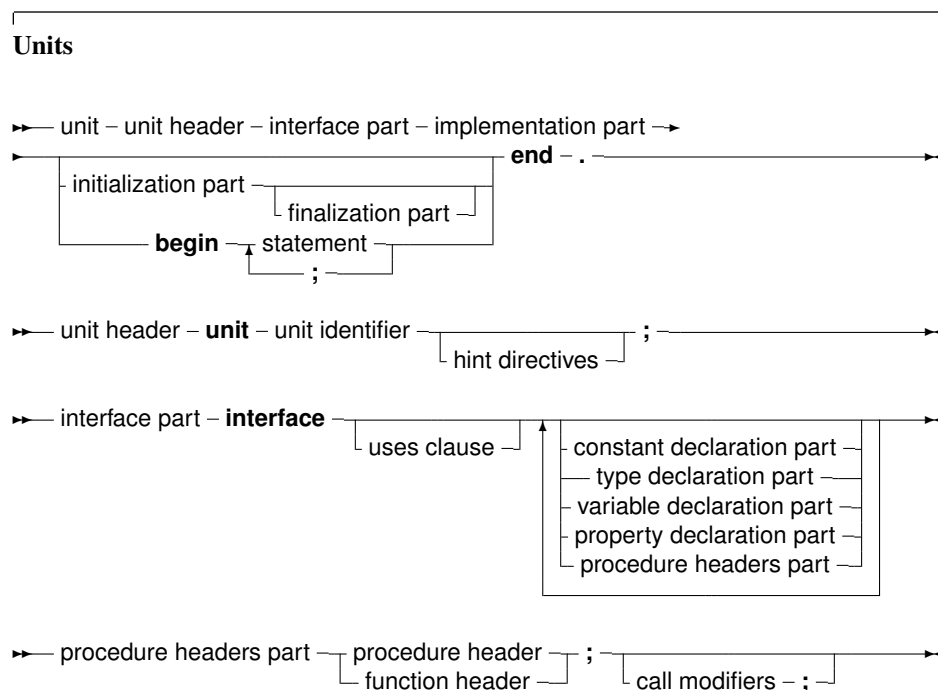 Units
unit – unit header – interface part – implementation part
end – .
initialization part
finalization part
begin statement
;
unit header – unit – unit identifier ;
hint directives
interface part – interface
uses clause constant declaration part
type declaration part
variable declaration part
property declaration part
procedure headers part
procedure headers part procedure header ;
function header call modifiers – ;